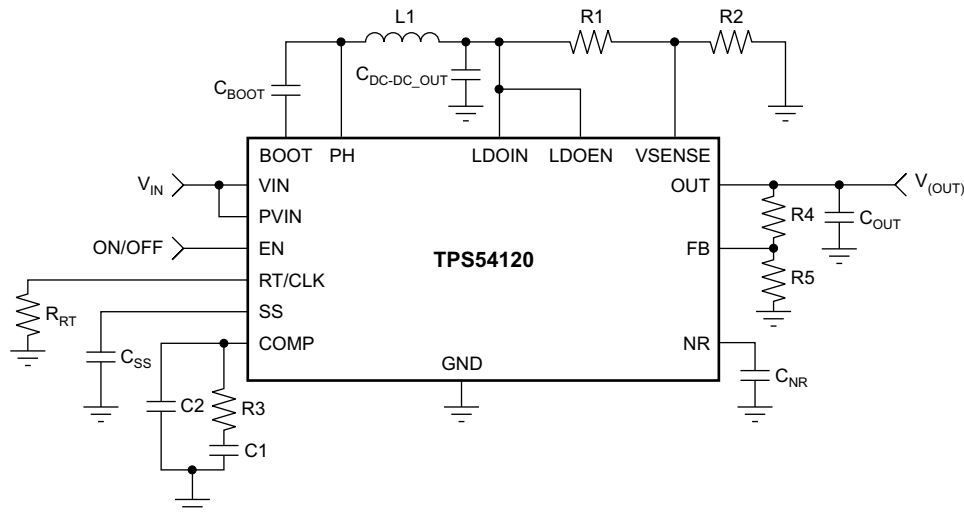 L1
R1
R2
C_BOOT
C_DC-DC_OUT
BOOT
PH
LDOIN
LDOEN
VSENSE
V_IN
VIN
OUT
V_(OUT)
PVIN
R4
C_OUT
ON/OFF
EN
TPS54120
FB
RT/CLK
R5
R_RT
SS
C_SS
COMP
NR
GND
C_NR
C2
R3
C1